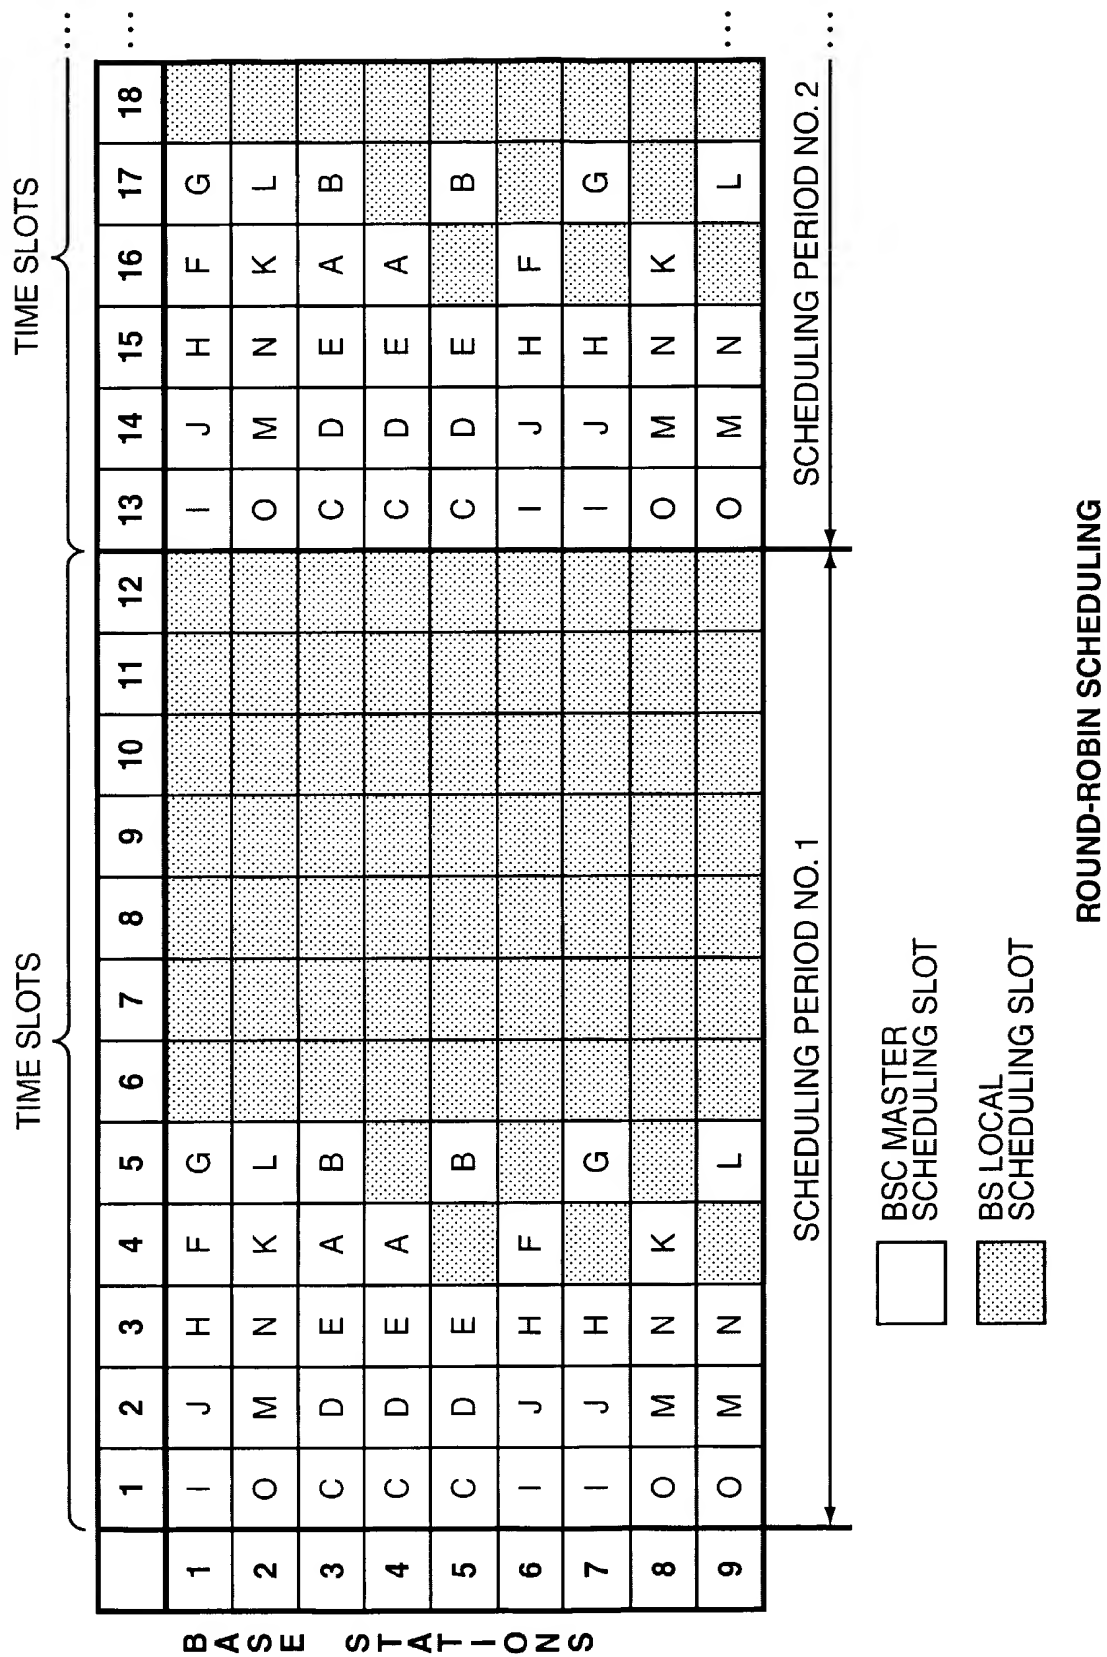 TIME SLOTS TIME SLOTS
1 2 3 4 5 6 7 8 9 10 11 12 13 14 15 16 17 18 ...
BASE STATIONS
1 I J H F G I J H F G
2 O M N K L O M N K L
3 C D E A B C D E A B
4 C D E A C D E A
5 C D E B C D E B
6 I J H F I J H F
7 I J H G I J H G
8 O M N K O M N K
9 O M N L O M N L ...
SCHEDULING PERIOD NO.1 SCHEDULING PERIOD NO. 2 ...
BSC MASTER
SCHEDULING SLOT
BS LOCAL
SCHEDULING SLOT
ROUND-ROBIN SCHEDULING